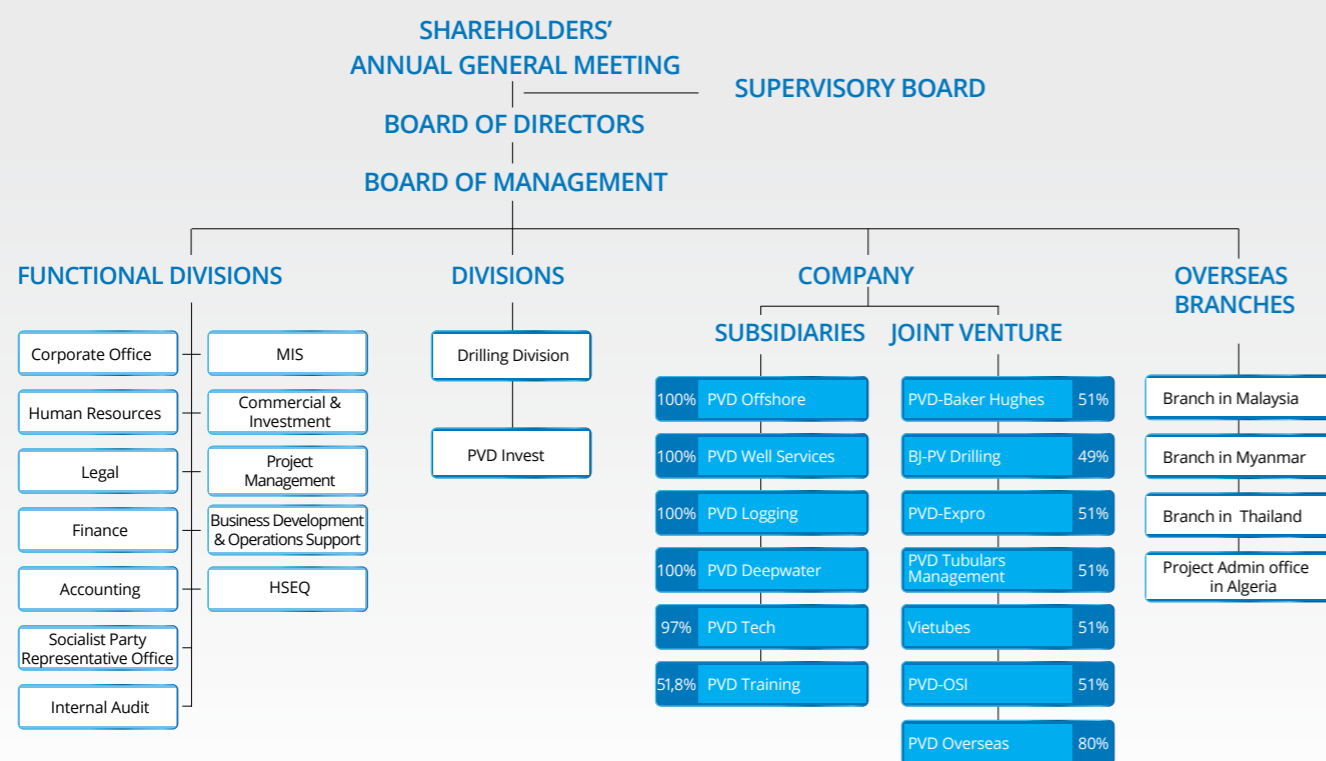 SHAREHOLDERS'
ANNUAL GENERAL MEETING
SUPERVISORY BOARD
BOARD OF DIRECTORS
BOARD OF MANAGEMENT
FUNCTIONAL DIVISIONS
Corporate Office
Human Resources
Legal
Finance
Accounting
Socialist Party
Representative Office
Internal Audit
MIS
Commercial &
Investment
Project
Management
Business Development
& Operations Support
HSEQ
DIVISIONS
Drilling Division
PVD Invest
COMPANY
SUBSIDIARIES
100% PVD Offshore
100% PVD Well Services
100% PVD Logging
100% PVD Deepwater
97% PVD Tech
51,8% PVD Training
JOINT VENTURE
PVD-Baker Hughes 51%
BJ-PV Drilling 49%
PVD-Expro 51%
PVD Tubulars
Management 51%
Vietubes 51%
PVD-OSI 51%
PVD Overseas 80%
OVERSEAS
BRANCHES
Branch in Malaysia
Branch in Myanmar
Branch in Thailand
Project Admin office
in Algeria